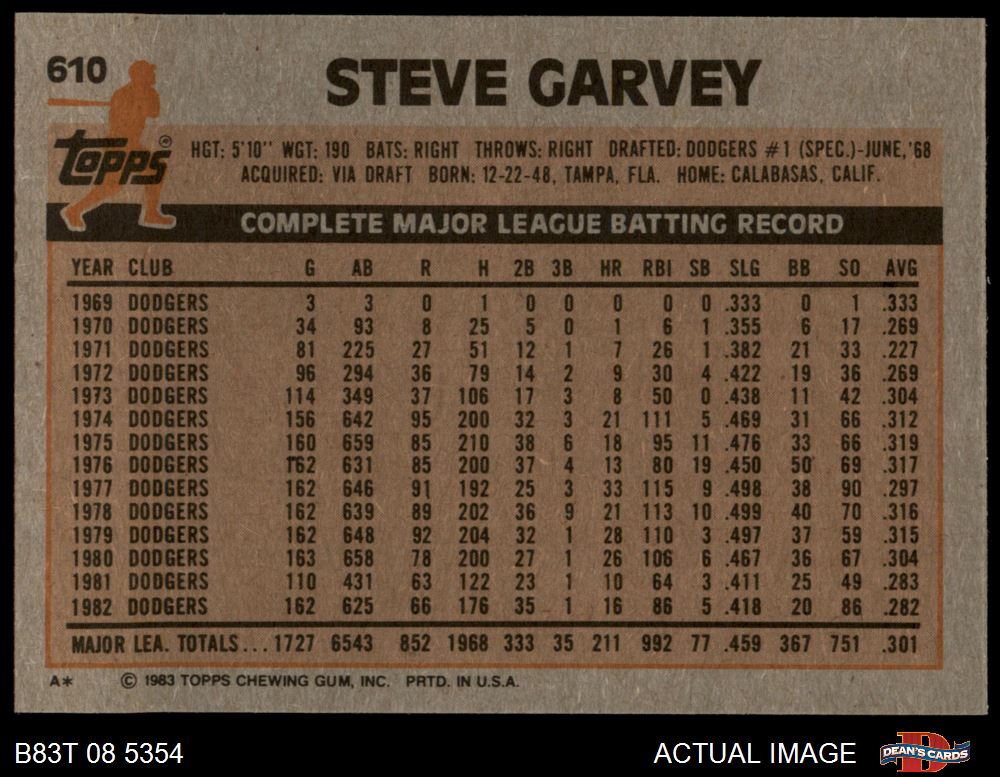 610
STEVE GARVEY
Topps®
HGT: 5'10" WGT: 190 BATS: RIGHT THROWS: RIGHT DRAFTED: DODGERS #1 (SPEC.)-JUNE,'68
ACQUIRED: VIA DRAFT BORN: 12-22-48, TAMPA, FLA. HOME: CALABASAS, CALIF.
COMPLETE MAJOR LEAGUE BATTING RECORD
YEAR CLUB G AB R H 2B 3B HR RBI SB SLG BB SO AVG
1969 DODGERS 3 3 0 1 0 0 0 0 0 .333 0 1 .333
1970 DODGERS 34 93 8 25 5 0 1 6 1 .355 6 17 .269
1971 DODGERS 81 225 27 51 12 1 7 26 1 .382 21 33 .227
1972 DODGERS 96 294 36 79 14 2 9 30 4 .422 19 36 .269
1973 DODGERS 114 349 37 106 17 3 8 50 0 .438 11 42 .304
1974 DODGERS 156 642 95 200 32 3 21 111 5 .469 31 66 .312
1975 DODGERS 160 659 85 210 38 6 18 95 11 .476 33 66 .319
1976 DODGERS 162 631 85 200 37 4 13 80 19 .450 50 69 .317
1977 DODGERS 162 646 91 192 25 3 33 115 9 .498 38 90 .297
1978 DODGERS 162 639 89 202 36 9 21 113 10 .499 40 70 .316
1979 DODGERS 162 648 92 204 32 1 28 110 3 .497 37 59 .315
1980 DODGERS 163 658 78 200 27 1 26 106 6 .467 36 67 .304
1981 DODGERS 110 431 63 122 23 1 10 64 3 .411 25 49 .283
1982 DODGERS 162 625 66 176 35 1 16 86 5 .418 20 86 .282
MAJOR LEA. TOTALS... 1727 6543 852 1968 333 35 211 992 77 .459 367 751 .301
A* © 1983 TOPPS CHEWING GUM, INC. PRTD. IN U.S.A.
B83T 08 5354 ACTUAL IMAGE DEAN'S CARDS